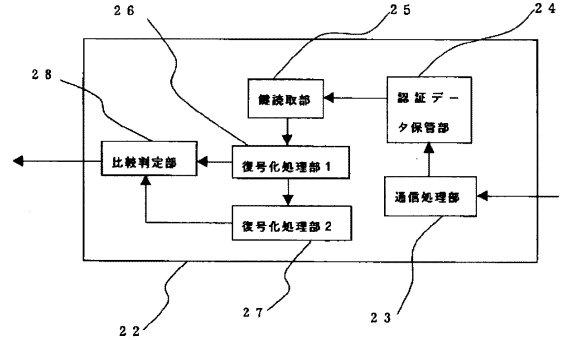 ２６
２５
２４
２８
鍵読取部
認証デー
タ保管部
比較判定部
復号化処理部１
通信処理部
復号化処理部２
２２
２７
２３